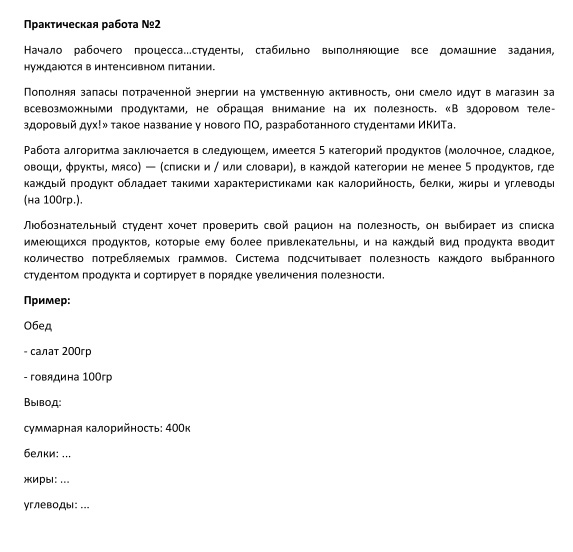 Практическая работа №2
Начало рабочего процесса…студенты, стабильно выполняющие все домашние задания,
нуждаются в интенсивном питании.
Пополняя запасы потраченной энергии на умственную активность, они смело идут в магазин за
всевозможными продуктами, не обращая внимание на их полезность. «В здоровом теле-
здоровый дух!» такое название у нового ПО, разработанного студентами ИКИТа.
Работа алгоритма заключается в следующем, имеется 5 категорий продуктов (молочное, сладкое,
овощи, фрукты, мясо) — (списки и / или словари), в каждой категории не менее 5 продуктов, где
каждый продукт обладает такими характеристиками как калорийность, белки, жиры и углеводы
(на 100гр.).
Любознательный студент хочет проверить свой рацион на полезность, он выбирает из списка
имеющихся продуктов, которые ему более привлекательны, и на каждый вид продукта вводит
количество потребляемых граммов. Система подсчитывает полезность каждого выбранного
студентом продукта и сортирует в порядке увеличения полезности.
Пример:
Обед
- салат 200гр
- говядина 100гр
Вывод:
суммарная калорийность: 400к
белки: ...
жиры: ...
углеводы: ...